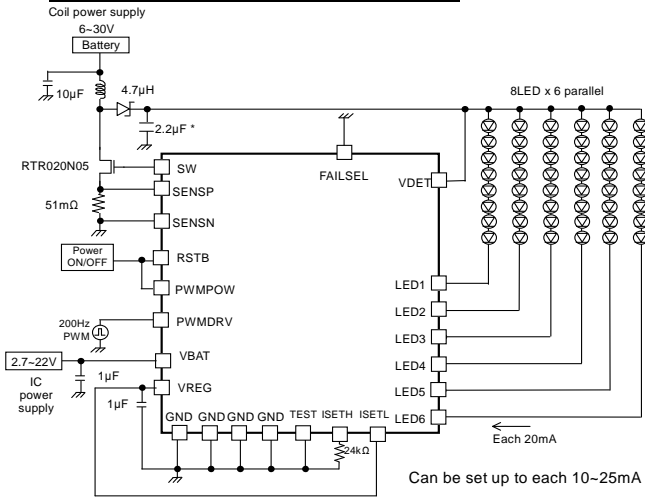 Coil power supply
6~30V
Battery
10µF
4.7µH
2.2µF *
8LED x 6 parallel
RTR020N05
SW
FAILSEL
VDET
SENSP
51mΩ
SENSN
Power
ON/OFF
RSTB
PWMPOW
LED1
LED2
200Hz
PWM
PWMDRV
LED3
2.7~22V
VBAT
LED4
IC
power
supply
1µF
VREG
LED5
1µF
GND GND GND GND TEST ISETH ISETL
LED6
24kΩ
Each 20mA
Can be set up to each 10~25mA